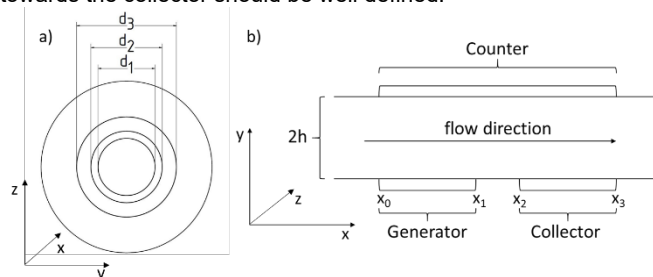 towards the collector should be well defined.
a)
d3
d2
d1
z
x
y
b)
Counter
y
2h
flow direction
z
x
x0
x1
x2
x3
Generator
Collector